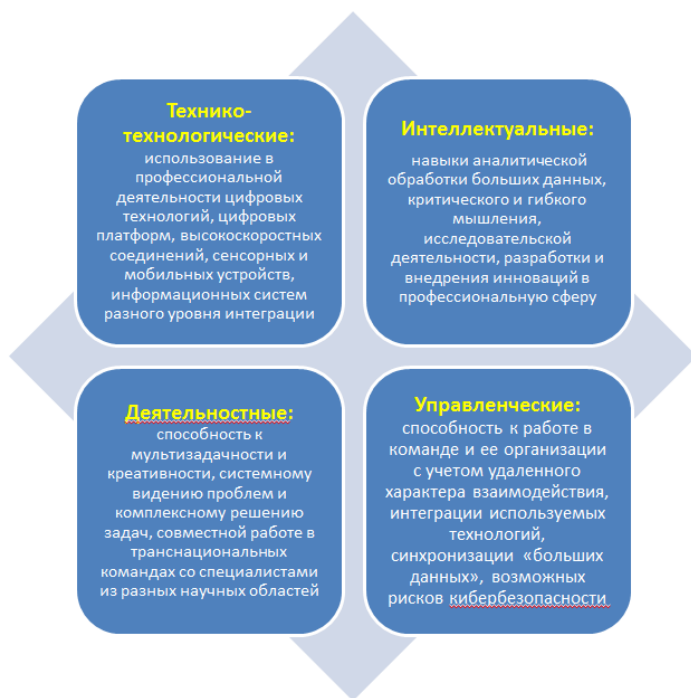 Технико-
технологические:
использование в
профессиональной
деятельности цифровых
технологий, цифровых
платформ, высокоскоростных
соединений, сенсорных и
мобильных устройств,
информационных систем
разного уровня интеграции
Интеллектуальные:
навыки аналитической
обработки больших данных,
критического и гибкого
мышления,
исследовательской
деятельности, разработки и
внедрения инноваций в
профессиональную сферу
Деятельностные:
способность к
мультизадачности и
креативности, системному
видению проблем и
комплексному решению
задач, совместной работе в
транснациональных
командах со специалистами
из разных научных областей
Управленческие:
способность к работе в
команде и ее организации
с учетом удаленного
характера взаимодействия,
интеграции используемых
технологий,
синхронизации «больших
данных», возможных
рисков кибербезопасности